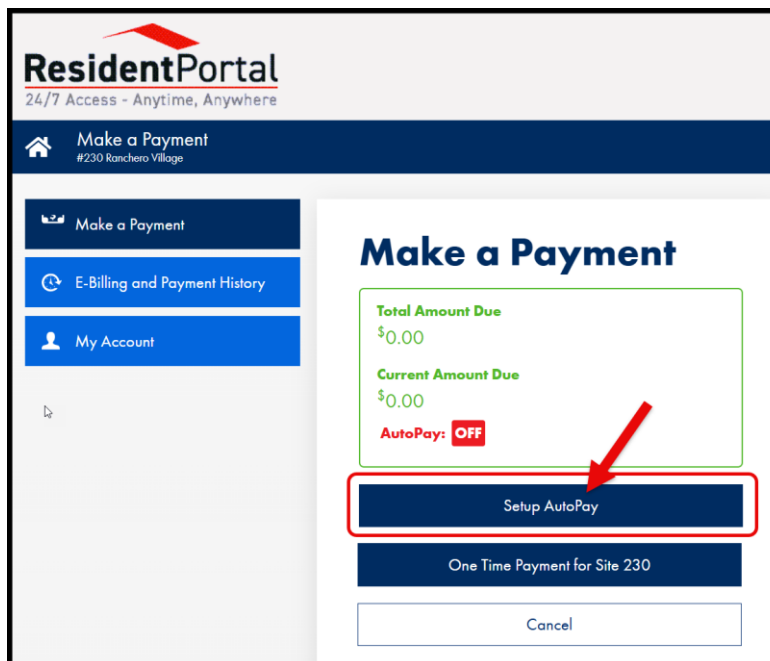 ResidentPortal
24/7 Access - Anytime, Anywhere
Make a Payment
#230 Ranchero Village
Make a Payment
E-Billing and Payment History
My Account
Make a Payment
Total Amount Due
$0.00
Current Amount Due
$0.00
AutoPay: OFF
Setup AutoPay
One Time Payment for Site 230
Cancel